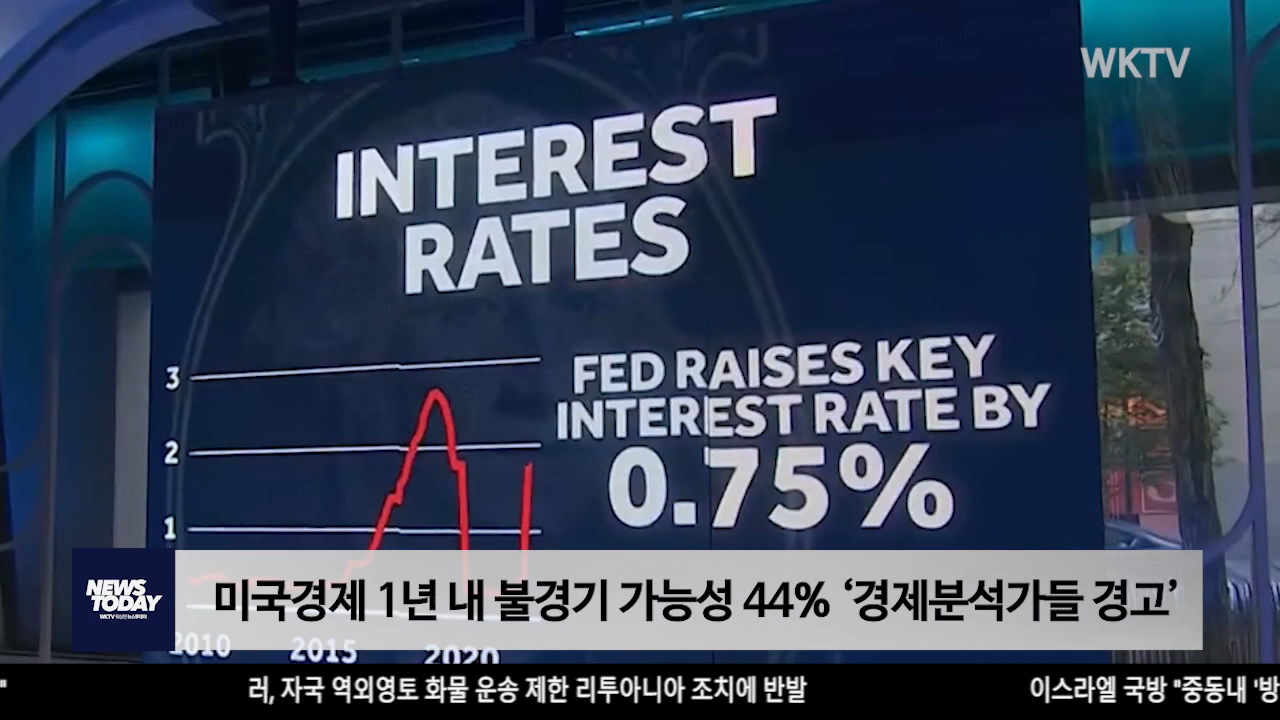 WKTV
INTEREST
RATES
FED RAISES KEY
INTEREST RATE BY
0.75%
3
2
1
NEWS
TODAY
미국경제 1년 내 불경기 가능성 44% ‘경제분석가들 경고’
2010
2015
2020
"
러, 자국 역외영토 화물 운송 제한 리투아니아 조치에 반발
이스라엘 국방 "중동내 '방